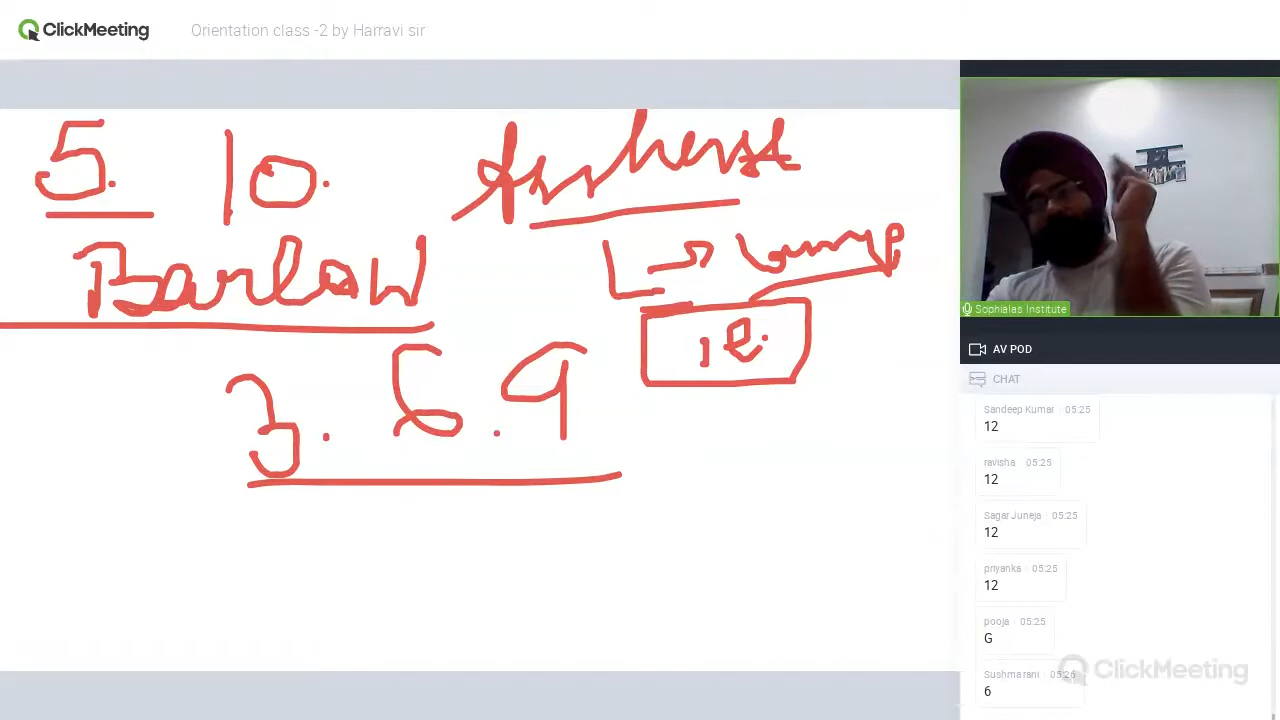 ClickMeeting
Orientation class -2 by Harravi sir
5. 10. Amherst
Barlow
L →
3. 6. 9
Sophialas Institute
AV POD
CHAT
Sandeep Kumar 05:25
12
ravisha 05:25
12
Sagar Juneja 05:25
12
priyanka 05:25
12
pooja 05:25
G
Sushma rani 05:26
6
ClickMeeting